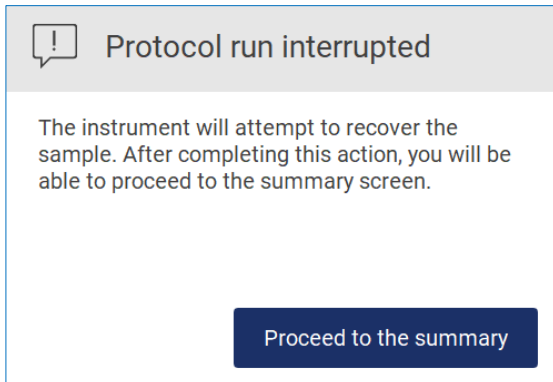 Protocol run interrupted
The instrument will attempt to recover the
sample. After completing this action, you will be
able to proceed to the summary screen.
Proceed to the summary